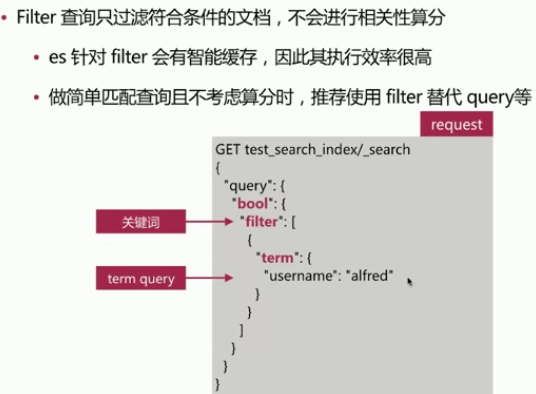 • Filter 查询只过滤符合条件的文档，不会进行相关性算分
• es 针对 filter 会有智能缓存，因此其执行效率很高
• 做简单匹配查询且不考虑算分时，推荐使用 filter 替代 query等
request
GET test_search_index/_search
{
"query": {
"bool": {
关键词
"filter": [
{
"term": {
term query
"username": "alfred"
}
}
]
}
}
}